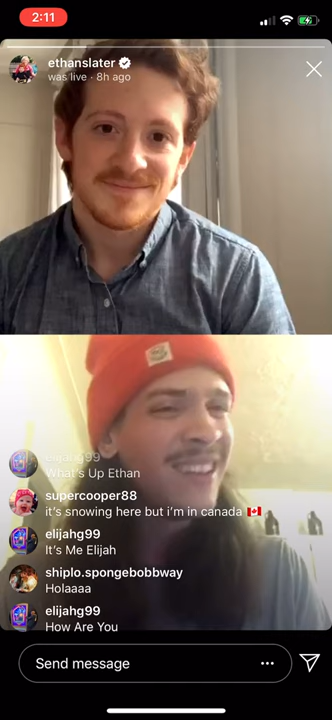 2:11
ethanslater
was live · 8h ago
elijahg99
What's Up Ethan
supercooper88
it's snowing here but i'm in canada 🇨🇦
elijahg99
It's Me Elijah
shiplo.spongebobbway
Holaaaa
elijahg99
How Are You
Send message